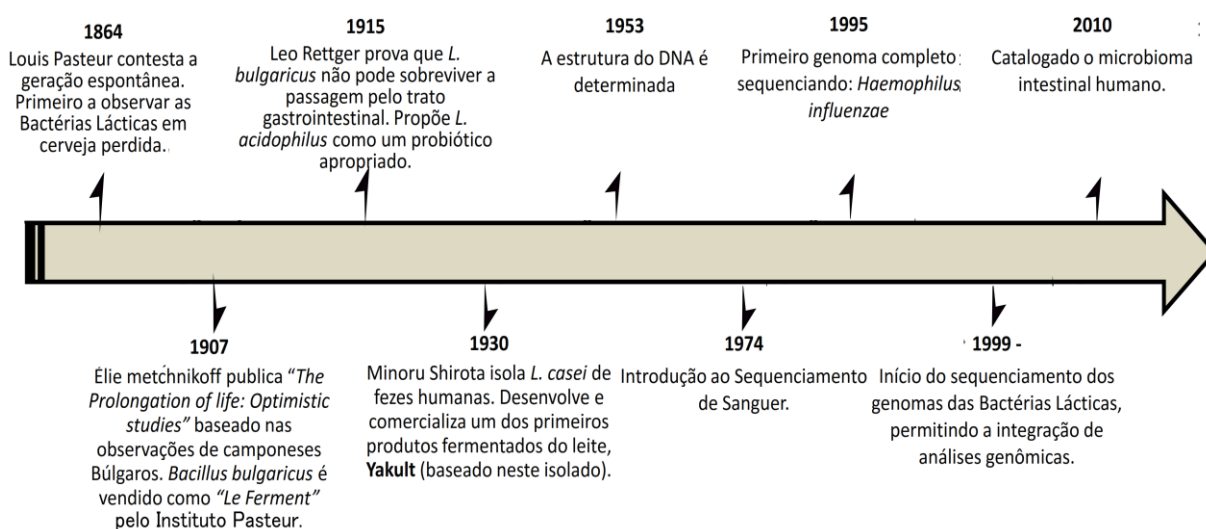 1864
Louis Pasteur contesta a
geração espontânea.
Primeiro a observar as
Bactérias Lácticas em
cerveja perdida.
1915
Leo Rettger prova que L.
bulgaricus não pode sobreviver a
passagem pelo trato
gastrointestinal. Propõe L.
acidophilus como um probiótico
apropriado.
1953
A estrutura do DNA é
determinada
1995
Primeiro genoma completo
sequenciando: Haemophilus
influenzae
2010
Catalogado o microbioma
intestinal humano.
1907
Élie metchnikoff publica “The
Prolongation of life: Optimistic
studies” baseado nas
observações de camponeses
Búlgaros. Bacillus bulgaricus é
vendido como “Le Ferment”
pelo Instituto Pasteur.
1930
Minoru Shirota isola L. casei de
fezes humanas. Desenvolve e
comercializa um dos primeiros
produtos fermentados do leite,
Yakult (baseado neste isolado).
1974
Introdução ao Sequenciamento
de Sanguer.
1999 -
Início do sequenciamento dos
genomas das Bactérias Lácticas,
permitindo a integração de
análises genômicas.